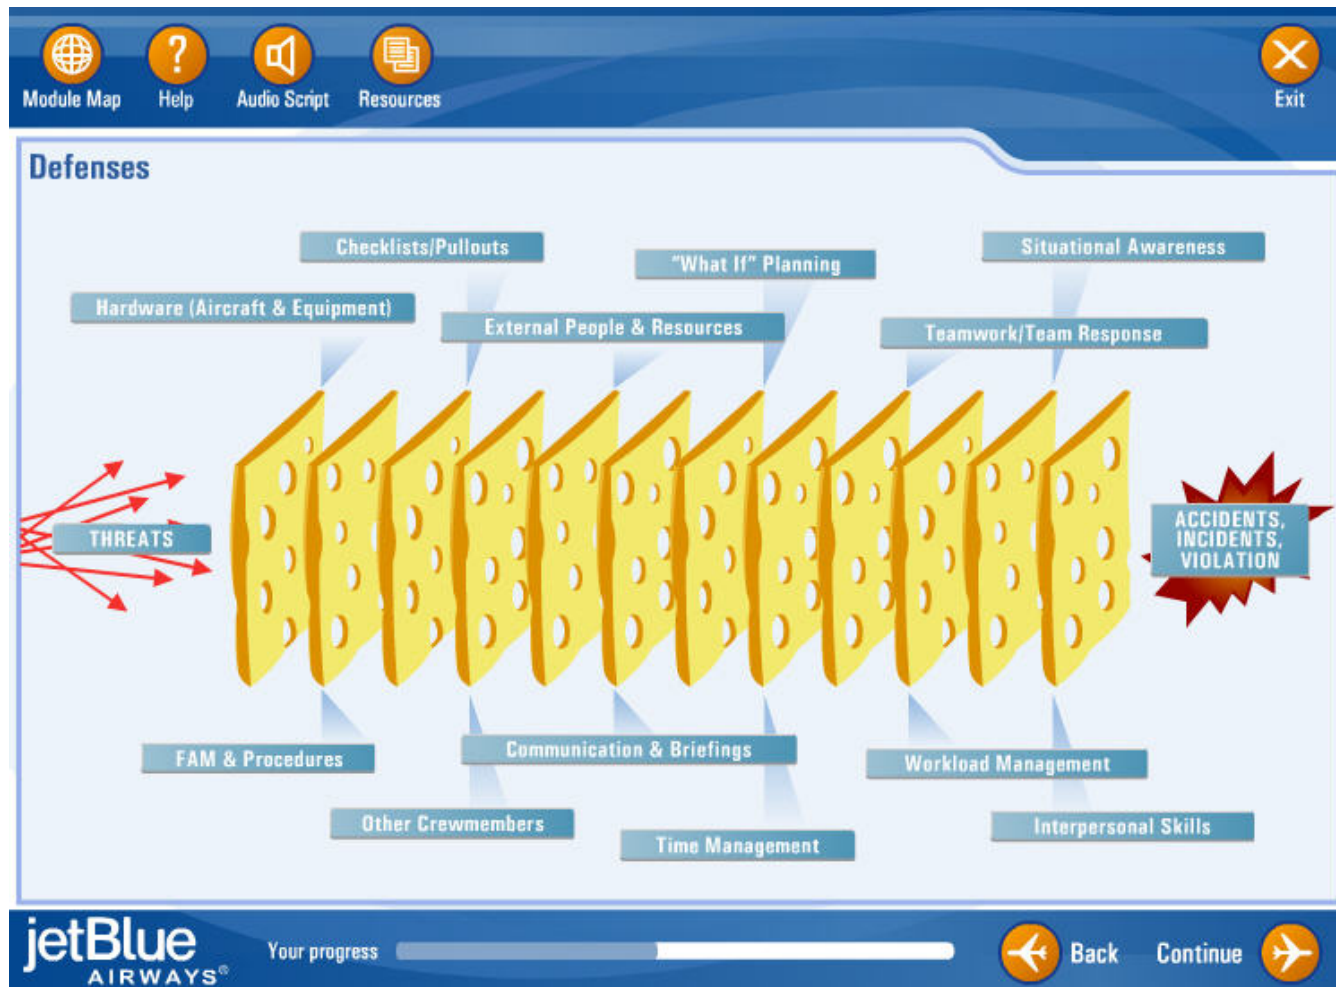 Module Map
Help
Audio Script
Resources
Exit
Defenses
Checklists/Pullouts
"What If" Planning
Situational Awareness
Hardware (Aircraft & Equipment)
External People & Resources
Teamwork/Team Response
THREATS
ACCIDENTS,
INCIDENTS,
VIOLATION
FAM & Procedures
Communication & Briefings
Workload Management
Other Crewmembers
Time Management
Interpersonal Skills
jetBlue
AIRWAYS®
Your progress
Back
Continue